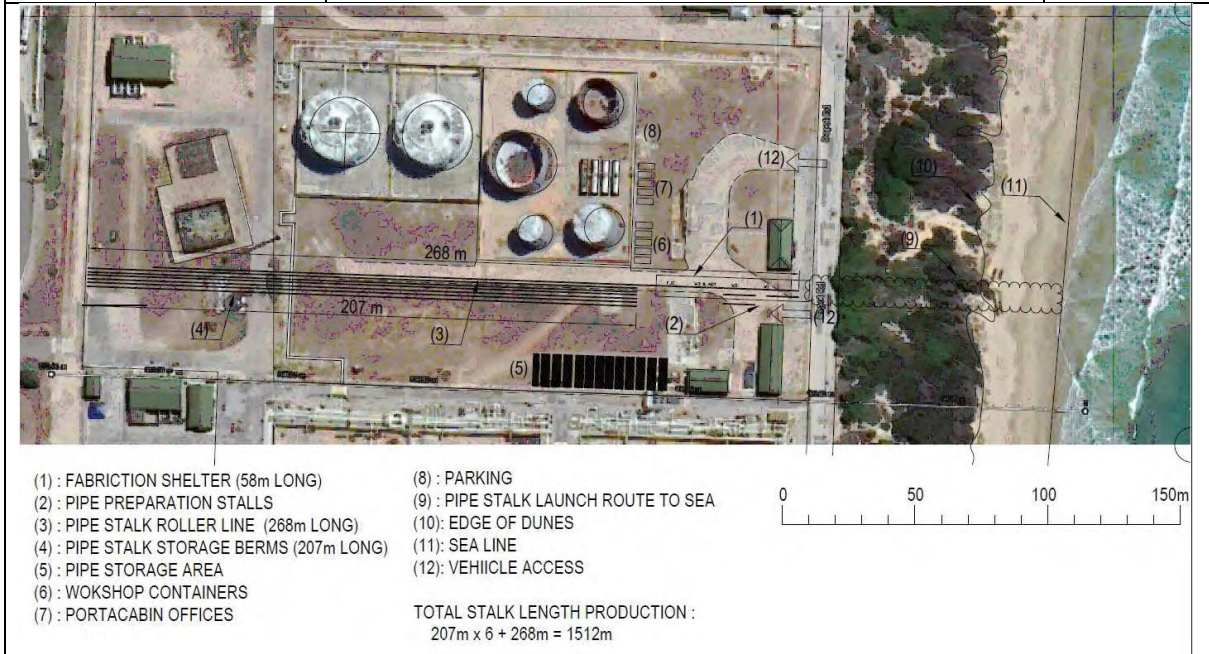 (8)
(12)
(10)
(11)
(7)
(1)
(9)
(6)
268 m
207 m
(2)
(4)
(3)
(5)
(1) : FABRICTION SHELTER (58m LONG)
(2) : PIPE PREPARATION STALLS
(3) : PIPE STALK ROLLER LINE (268m LONG)
(4) : PIPE STALK STORAGE BERMS (207m LONG)
(5) : PIPE STORAGE AREA
(6) : WOKSHOP CONTAINERS
(7) : PORTACABIN OFFICES
(8) : PARKING
(9) : PIPE STALK LAUNCH ROUTE TO SEA
(10): EDGE OF DUNES
(11): SEA LINE
(12): VEHIICLE ACCESS
TOTAL STALK LENGTH PRODUCTION :
207m x 6 + 268m = 1512m
0 50 100 150m